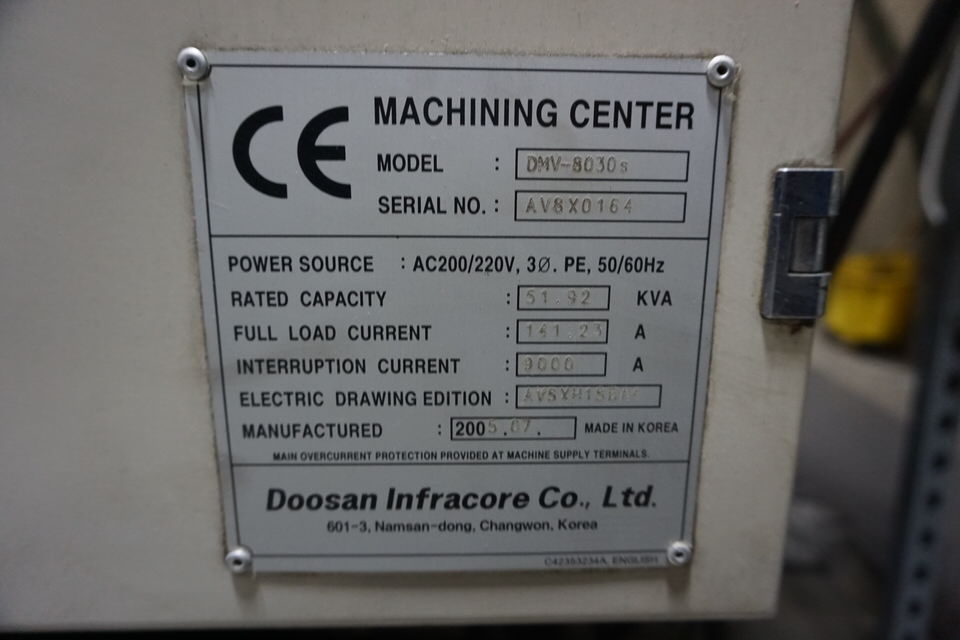 CE MACHINING CENTER
MODEL : DMV-8030s
SERIAL NO. : AV8X0164
POWER SOURCE : AC200/220V, 3Ø. PE, 50/60Hz
RATED CAPACITY : 51.92 KVA
FULL LOAD CURRENT : 141.23 A
INTERRUPTION CURRENT : 9000 A
ELECTRIC DRAWING EDITION :
MANUFACTURED : 2005.07. MADE IN KOREA
MAIN OVERCURRENT PROTECTION PROVIDED AT MACHINE SUPPLY TERMINALS.
Doosan Infracore Co., Ltd.
601-3, Namsan-dong, Changwon, Korea
C42353234A, ENGLISH